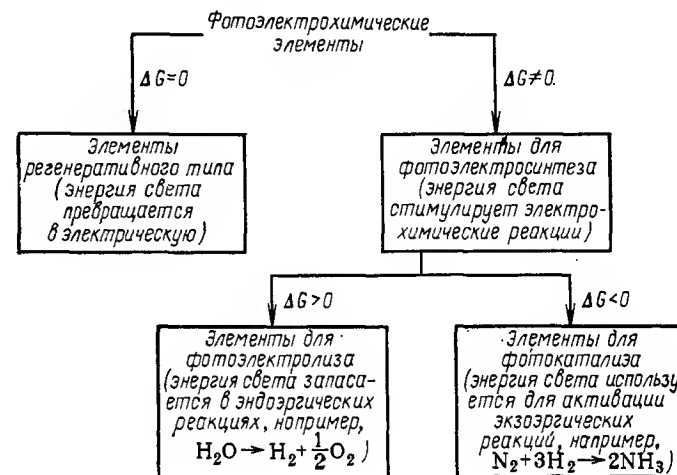 Фотоэлектрохимические
элементы
ΔG=0
ΔG≠0.
Элементы
регенеративного типа
(энергия света
превращается
в электрическую)
Элементы для
фотоэлектросинтеза
(энергия света
стимулирует электро-
химические реакции)
ΔG>0
ΔG<0
Элементы для
фотоэлектролиза
(энергия света запаса-
ется в эндоэргических
реакциях, например,
H₂O → H₂ + ½O₂)
Элементы для
фотокатализа
(энергия света использу
ется для активации
экзоэргических
реакций, например,
N₂+3H₂ → 2NH₃)